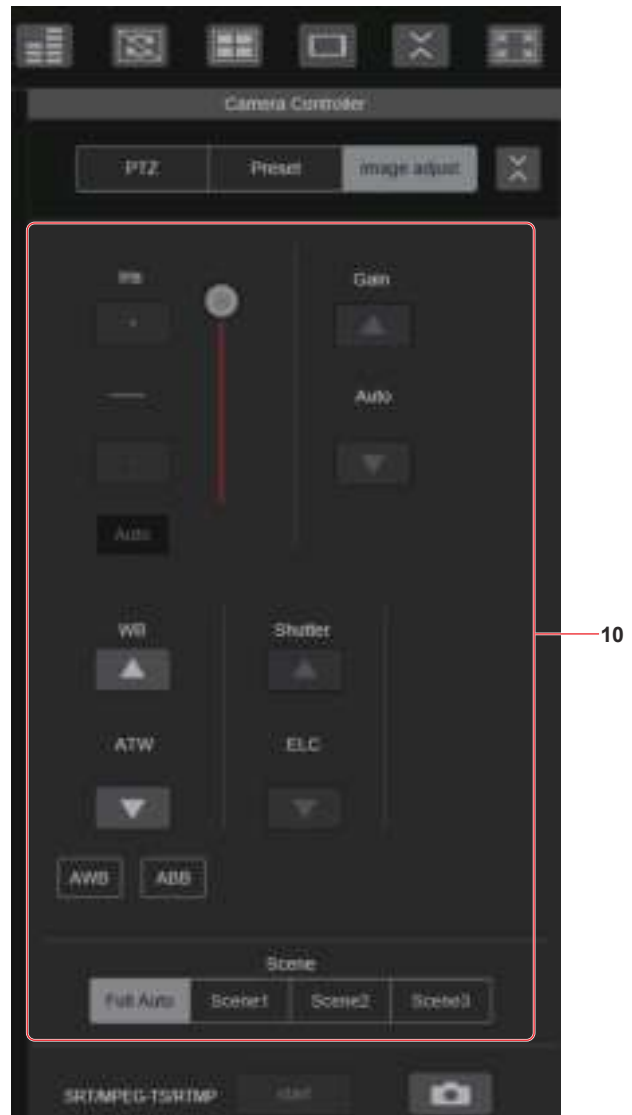 Camera Controller
PTZ Preset Image adjust
Iris Gain
Auto
Auto
WB Shutter
ATW ELC
AWB ABB
Scene
Full Auto Scene1 Scene2 Scene3
SRT/MPEG-TS/RTMP start
10